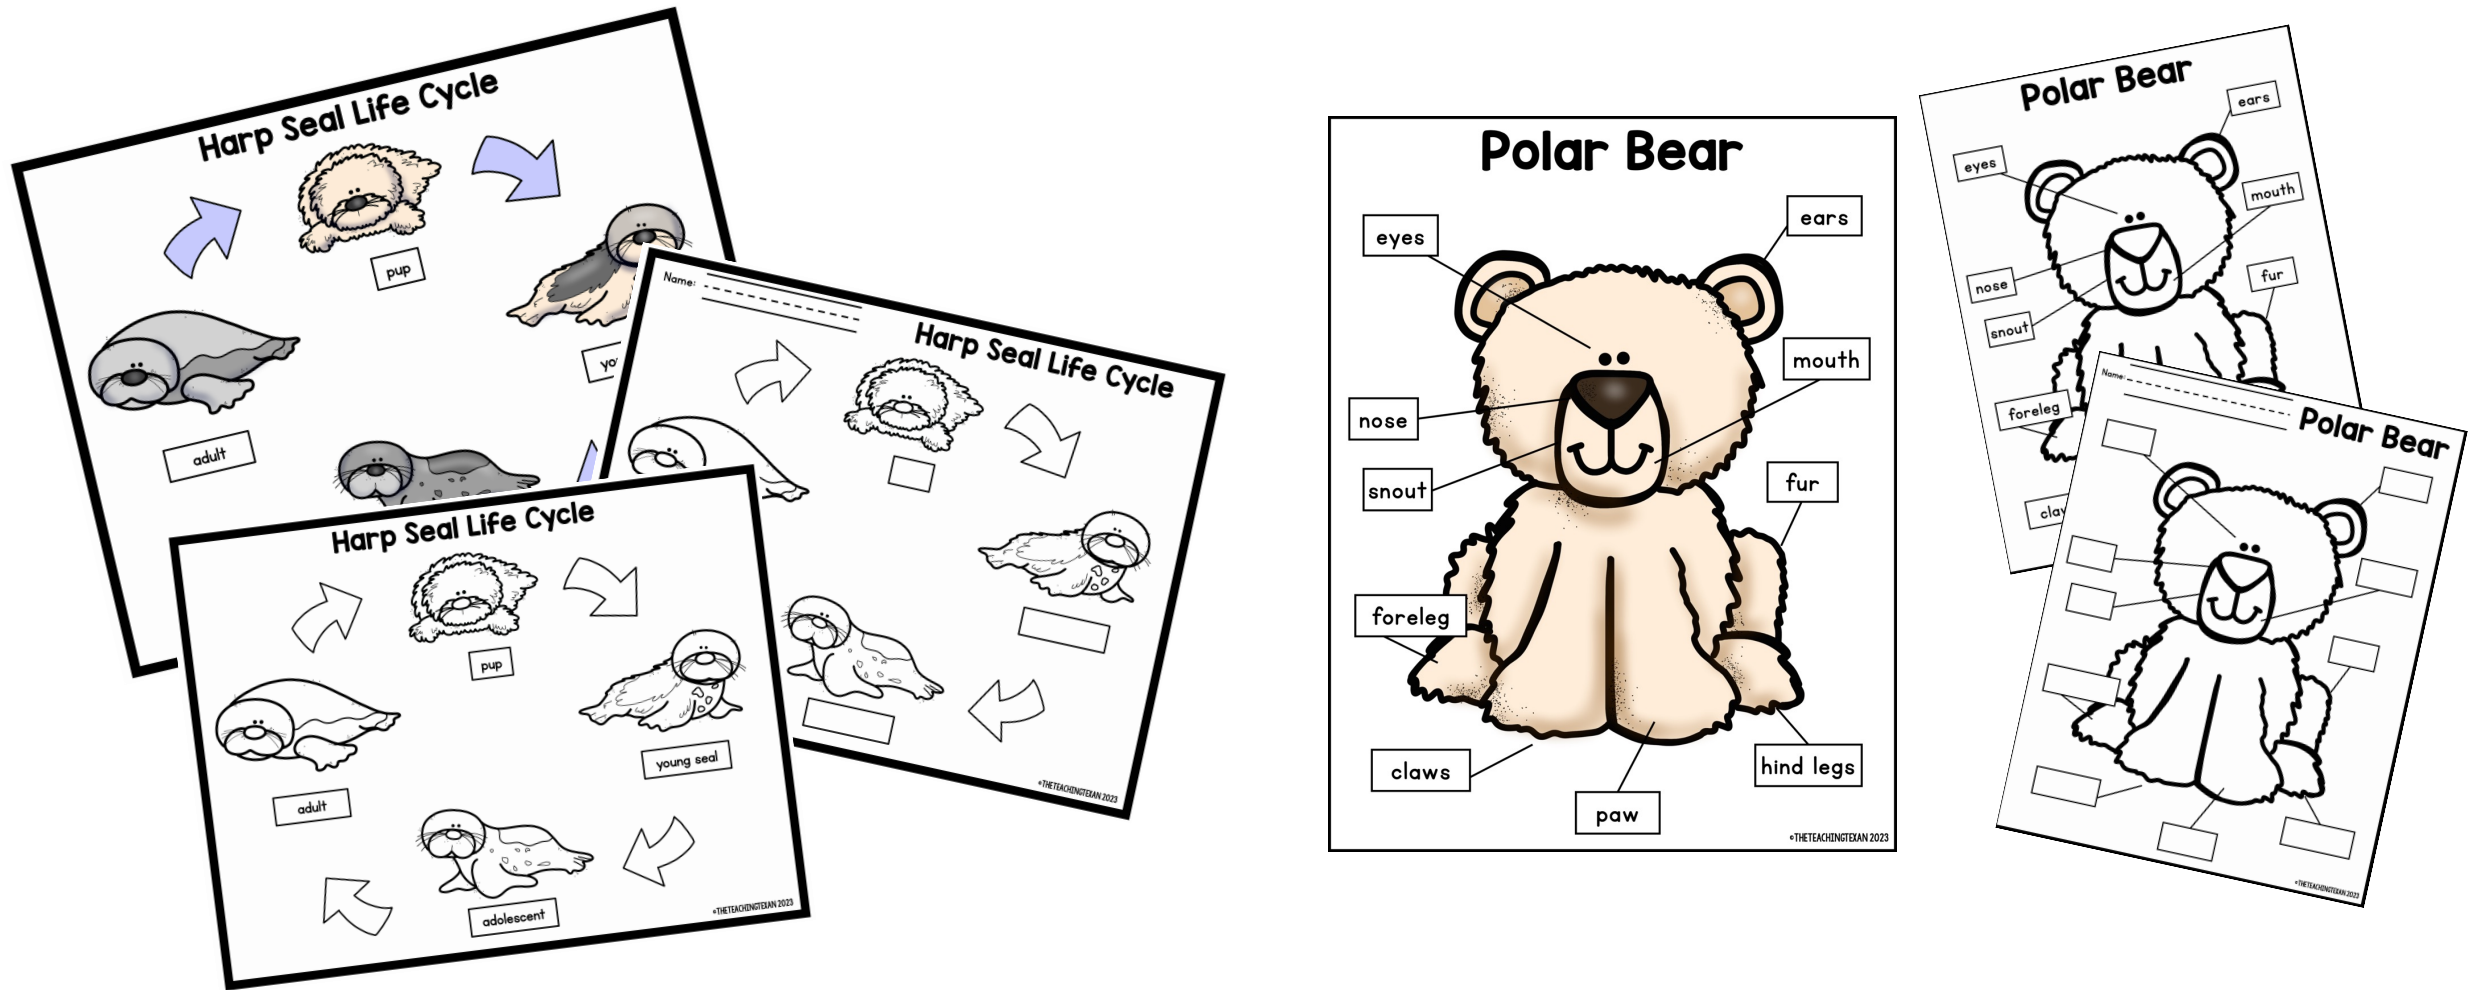 Harp Seal Life Cycle
pup
adult
Name:
Harp Seal Life Cycle
©THETEACHINGTEXAN 2023
Harp Seal Life Cycle
pup
young seal
adult
adolescent
©THETEACHINGTEXAN 2023
Polar Bear
ears
eyes
mouth
nose
fur
snout
foreleg
hind legs
claws
paw
©THETEACHINGTEXAN 2023
Polar Bear
ears
eyes
mouth
fur
nose
snout
foreleg
Name:
Polar Bear
©THETEACHINGTEXAN 2023